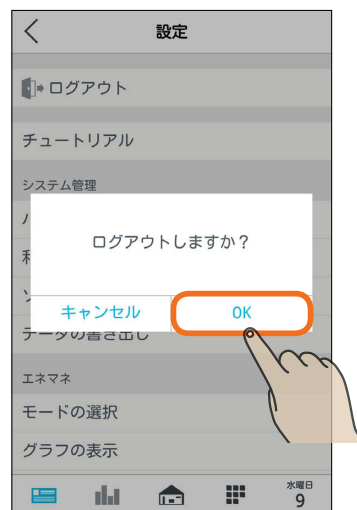 設定
ログアウト
チュートリアル
システム管理
ログアウトしますか?
キャンセル
OK
データの書き出し
エネマネ
モードの選択
グラフの表示
水曜日
9